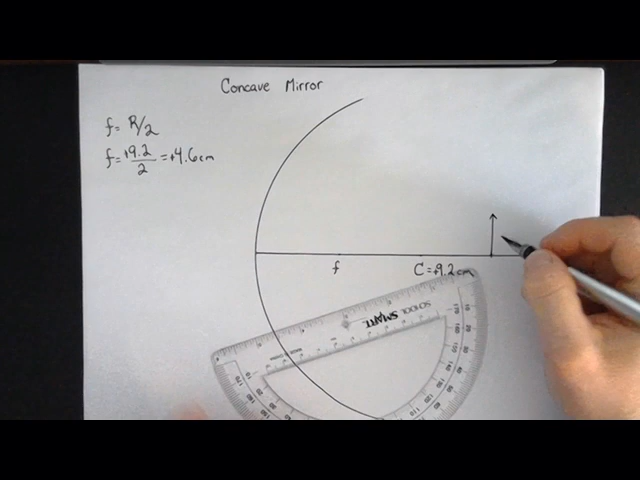 Concave Mirror
f = R/2
f = +9.2/2 = +4.6cm
f
C = +9.2cm
SCHOOL SMART